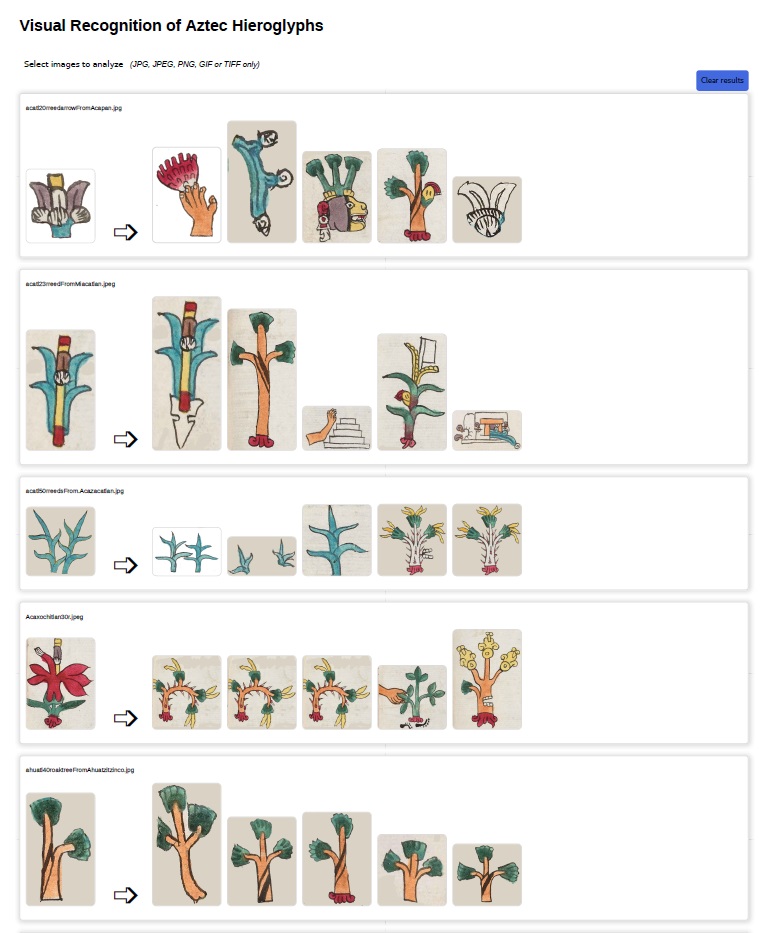 Visual Recognition of Aztec Hieroglyphs
Select images to analyze (JPG, JPEG, PNG, GIF or TIFF only)
Clear results
acatl20rreedarrowFromAcapan.jpg
acatl23rreedFromMiacatlan.jpeg
acatl50rreedsFrom.Acazacatlan.jpg
Acaxochitlan30r.jpeg
ahuatl40roaktreeFromAhuatzitzinco.jpg